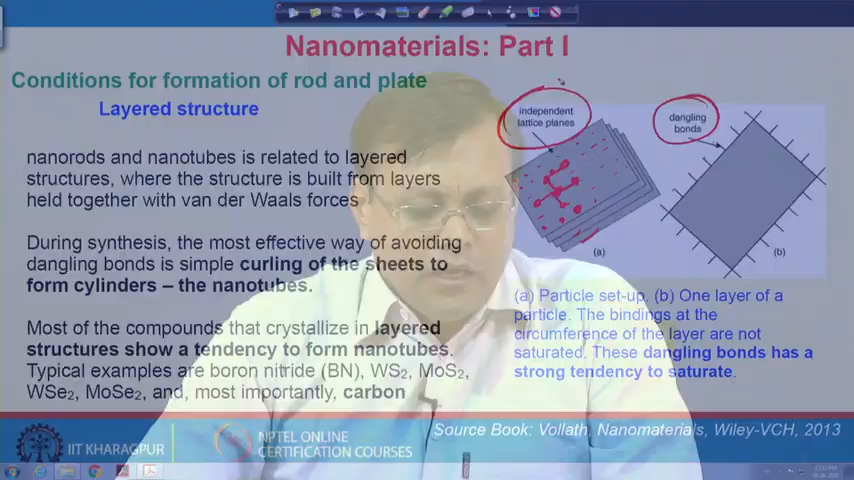 Nanomaterials: Part I
Conditions for formation of rod and plate
Layered structure
nanorods and nanotubes is related to layered
structures, where the structure is built from layers
held together with van der Waals forces
During synthesis, the most effective way of avoiding
dangling bonds is simple curling of the sheets to
form cylinders – the nanotubes.
Most of the compounds that crystallize in layered
structures show a tendency to form nanotubes.
Typical examples are boron nitride (BN), WS₂, MoS₂,
WSe₂, MoSe₂, and, most importantly, carbon
independent
lattice planes
dangling
bonds
(a)
(b)
(a) Particle set-up. (b) One layer of a
particle. The bindings at the
circumference of the layer are not
saturated. These dangling bonds has a
strong tendency to saturate.
Source Book: Vollath, Nanomaterials, Wiley-VCH, 2013
IIT KHARAGPUR
NPTEL ONLINE
CERTIFICATION COURSES